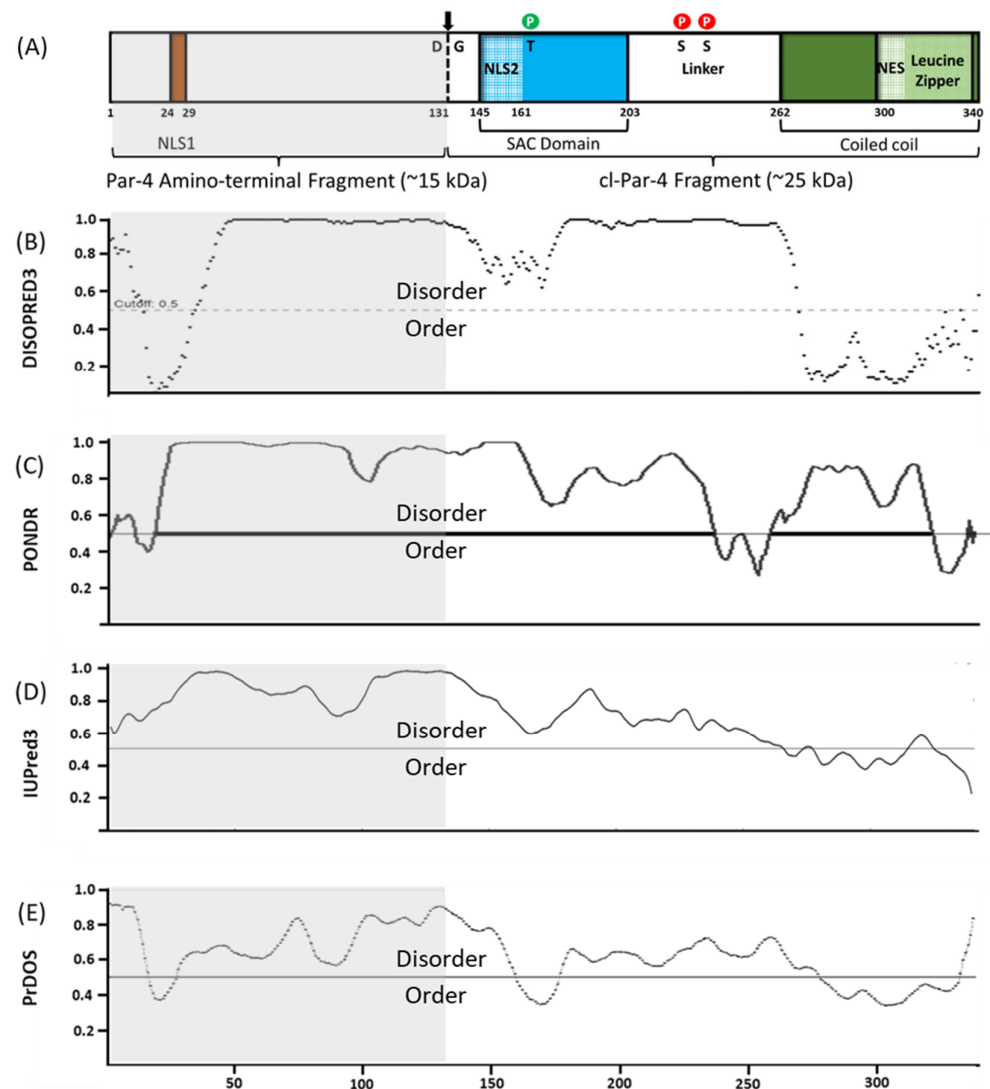 (A)
P
P
P
D
G
T
S
S
NLS2
Linker
NES
Leucine
Zipper
1
24
29
131
145
161
203
262
300
340
NLS1
SAC Domain
Coiled coil
Par-4 Amino-terminal Fragment (~15 kDa)
cl-Par-4 Fragment (~25 kDa)
(B)
DISOPRED3
1.0
0.8
0.6
0.4
0.2
Cutoff: 0.5
Disorder
Order
(C)
PONDR
1.0
0.8
0.6
0.4
0.2
Disorder
Order
(D)
IUPred3
1.0
0.8
0.6
0.4
0.2
Disorder
Order
(E)
PrDOS
1.0
0.8
0.6
0.4
0.2
Disorder
Order
50
100
150
200
250
300